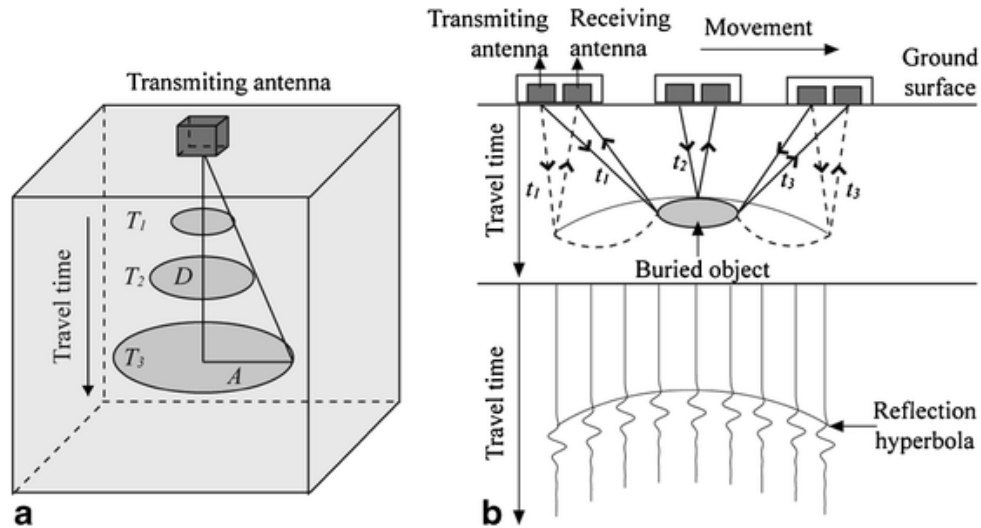 Transmiting antenna
T1
T2
D
T3
A
Travel time
a
Transmiting
antenna
Receiving
antenna
Movement
Ground
surface
Travel time
t1
t1
t2
t3
t3
Buried object
Travel time
Reflection
hyperbola
b